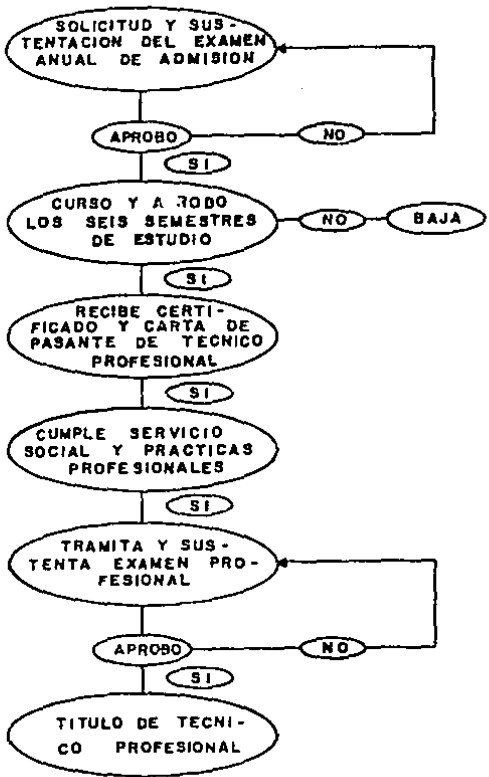 SOLICITUD Y SUS-
TENTACION DEL EXAMEN
ANUAL DE ADMISION
APROBO
NO
SI
CURSO Y
LOS SEIS SEMESTRES
DE ESTUDIO
NO
BAJA
SI
RECIBE CERTI-
FICADO Y CARTA DE
PASANTE DE TECNICO
PROFESIONAL
SI
CUMPLE SERVICIO
SOCIAL Y PRACTICAS
PROFESIONALES
SI
TRAMITA Y SUS-
TENTA EXAMEN PRO-
FESIONAL
APROBO
NO
SI
TITULO DE TECNI-
CO PROFESIONAL